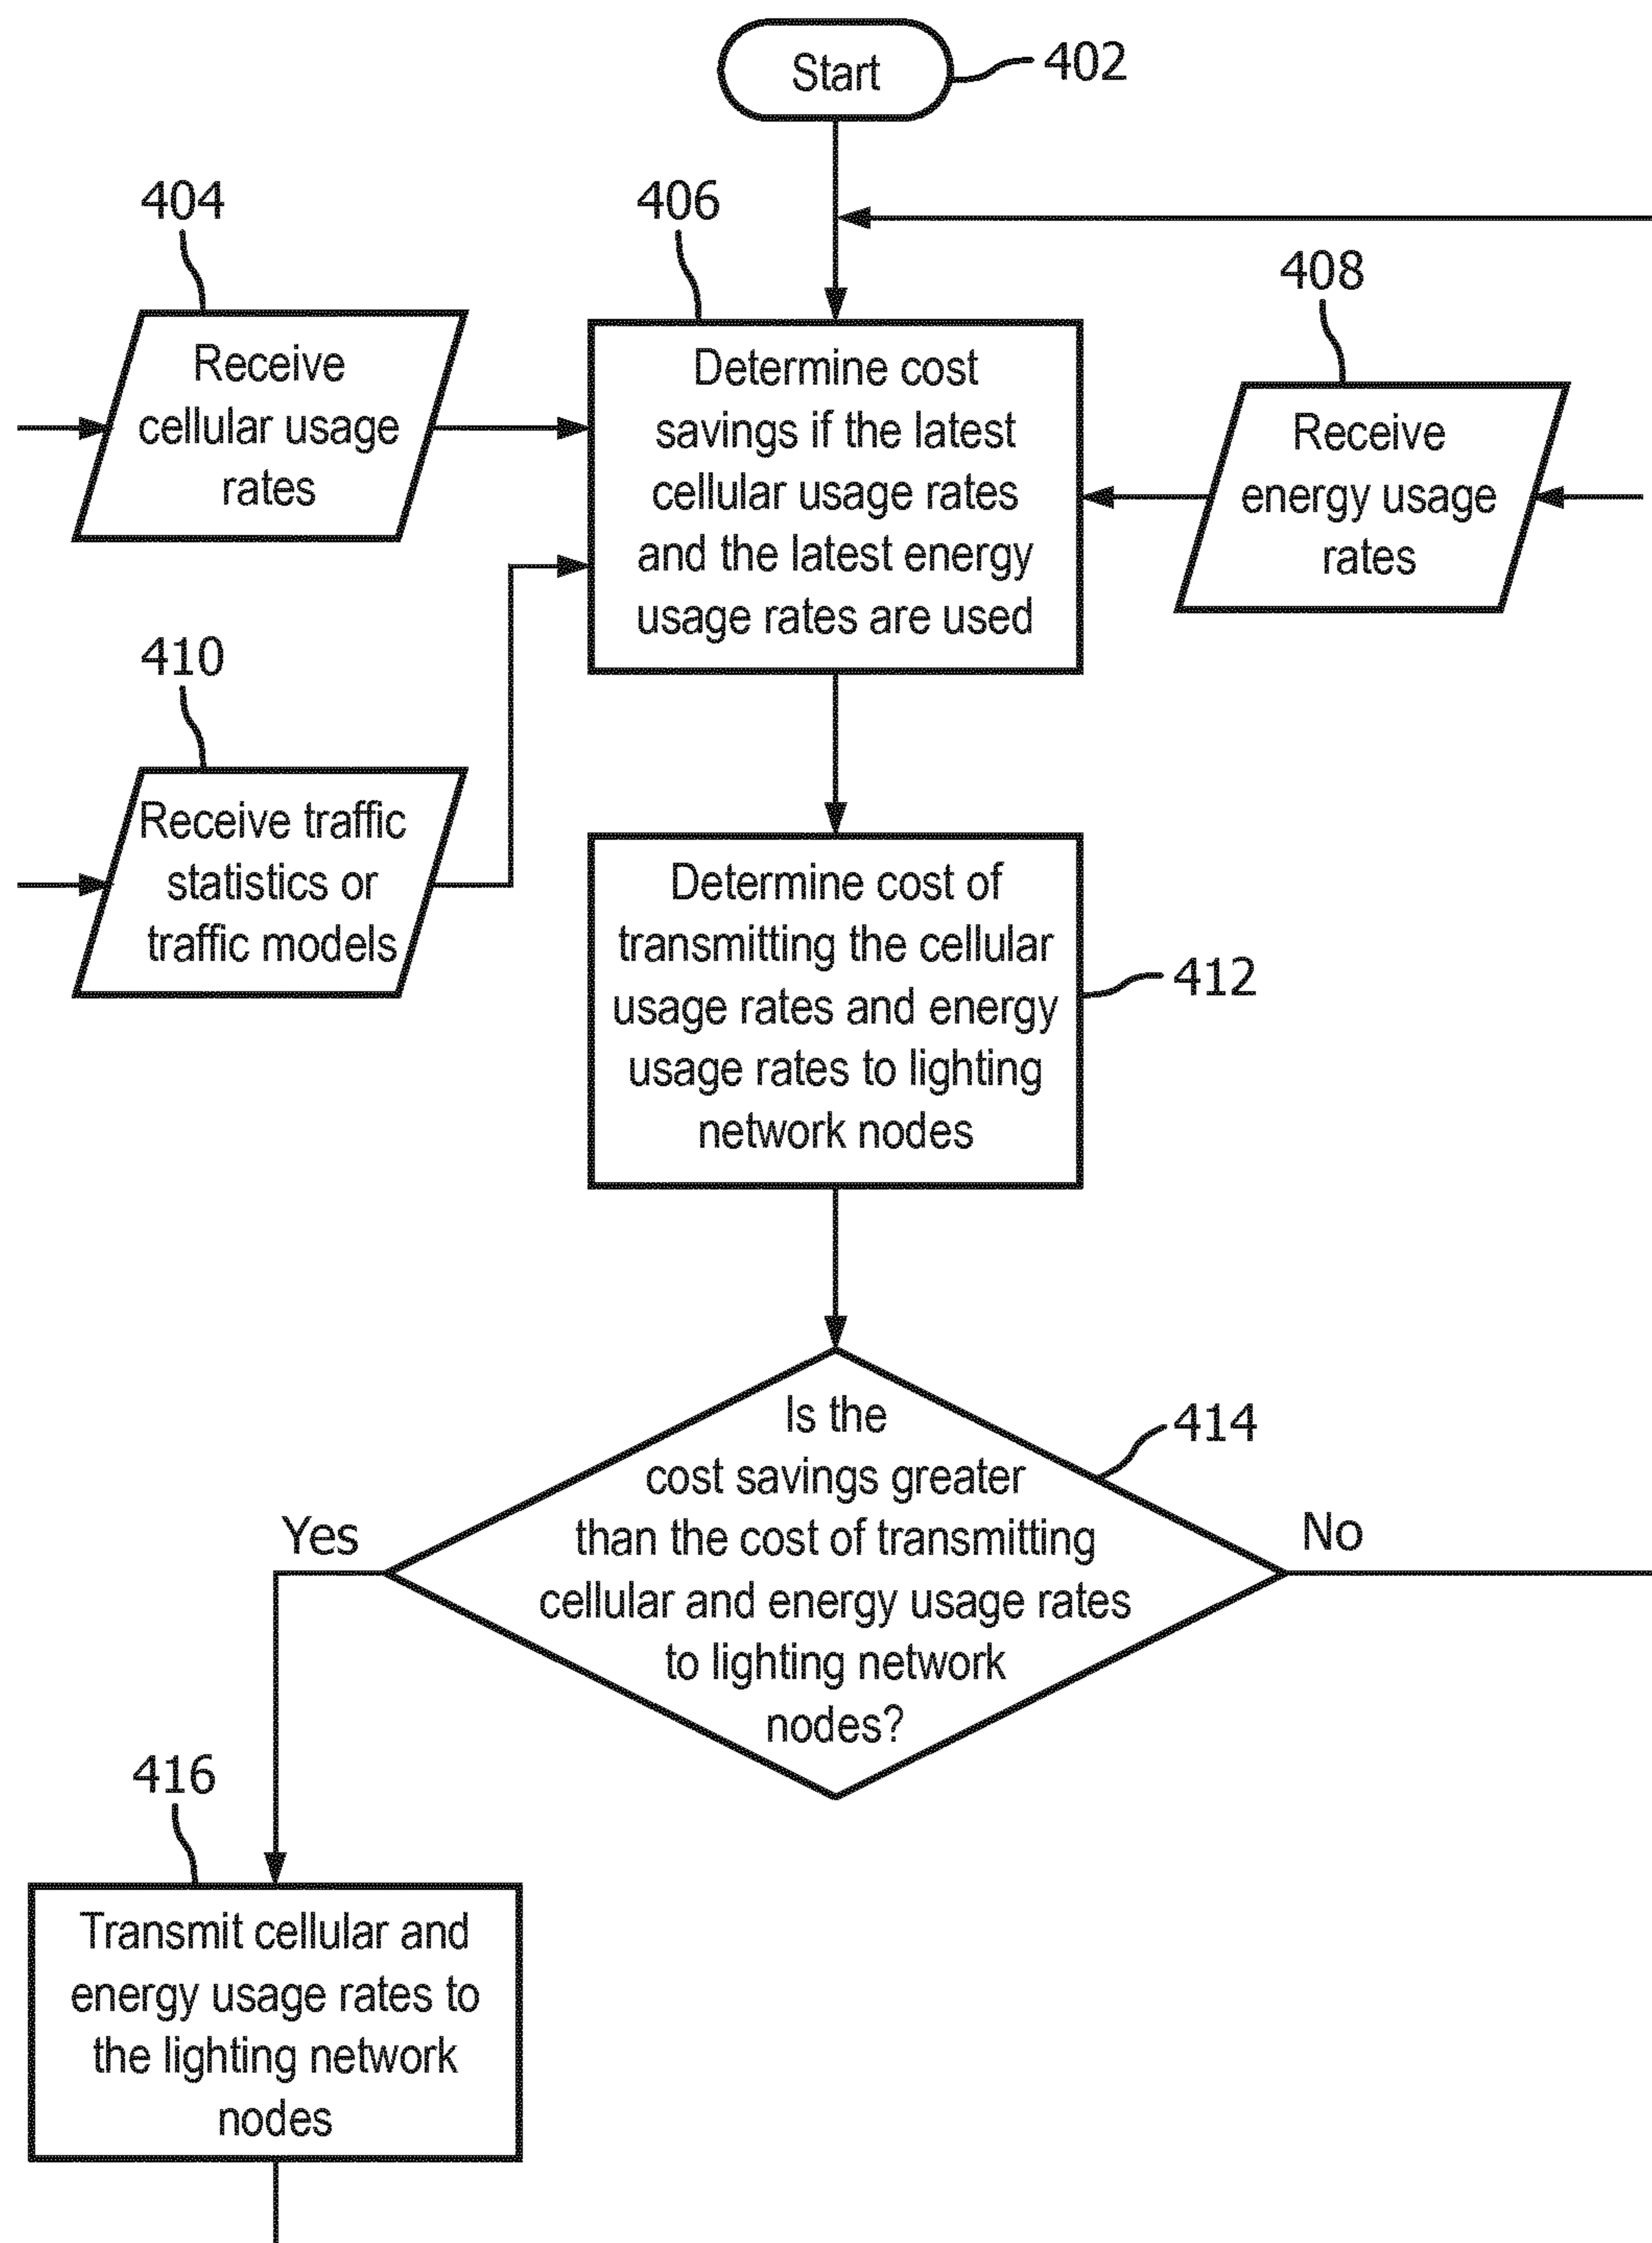 Start
402
404
Receive
cellular usage
rates
406
Determine cost
savings if the latest
cellular usage rates
and the latest energy
usage rates are used
408
Receive
energy usage
rates
410
Receive traffic
statistics or
traffic models
Determine cost of
transmitting the cellular
usage rates and energy
usage rates to lighting
network nodes
412
Is the
cost savings greater
than the cost of transmitting
cellular and energy usage rates
to lighting network
nodes?
414
Yes
No
416
Transmit cellular and
energy usage rates to
the lighting network
nodes